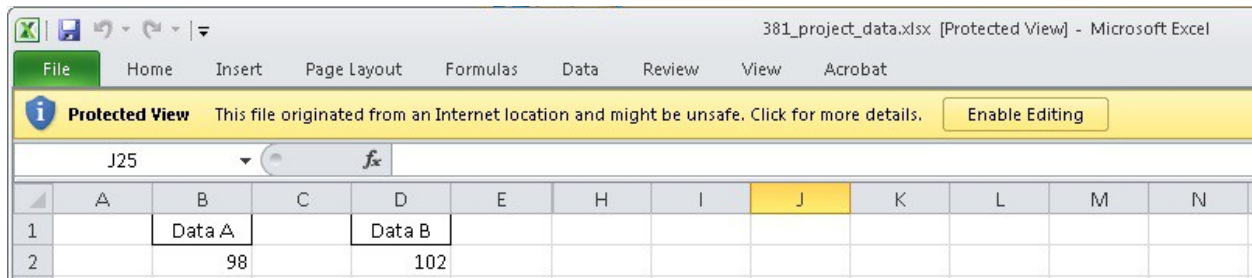 381_project_data.xlsx [Protected View] - Microsoft Excel
File Home Insert Page Layout Formulas Data Review View Acrobat
Protected View This file originated from an Internet location and might be unsafe. Click for more details. Enable Editing
J25 fx
A B C D E H I J K L M N
1 Data A Data B
2 98 102